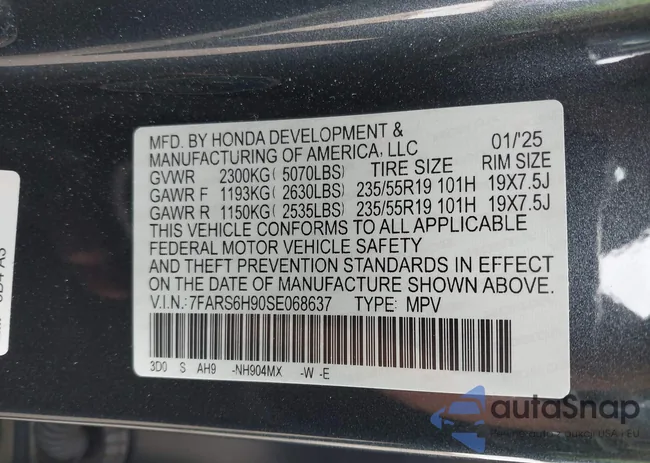 MFD. BY HONDA DEVELOPMENT &
MANUFACTURING OF AMERICA, LLC 01/'25
GVWR 2300KG( 5070LBS) TIRE SIZE RIM SIZE
GAWR F 1193KG( 2630LBS) 235/55R19 101H 19X7.5J
GAWR R 1150KG( 2535LBS) 235/55R19 101H 19X7.5J
THIS VEHICLE CONFORMS TO ALL APPLICABLE
FEDERAL MOTOR VEHICLE SAFETY
AND THEFT PREVENTION STANDARDS IN EFFECT
ON THE DATE OF MANUFACTURE SHOWN ABOVE.
V.I.N.: 7FARS6H90SE068637 TYPE: MPV
3D0 S AH9 -NH904MX -W -E
autaSnap
USA i EU